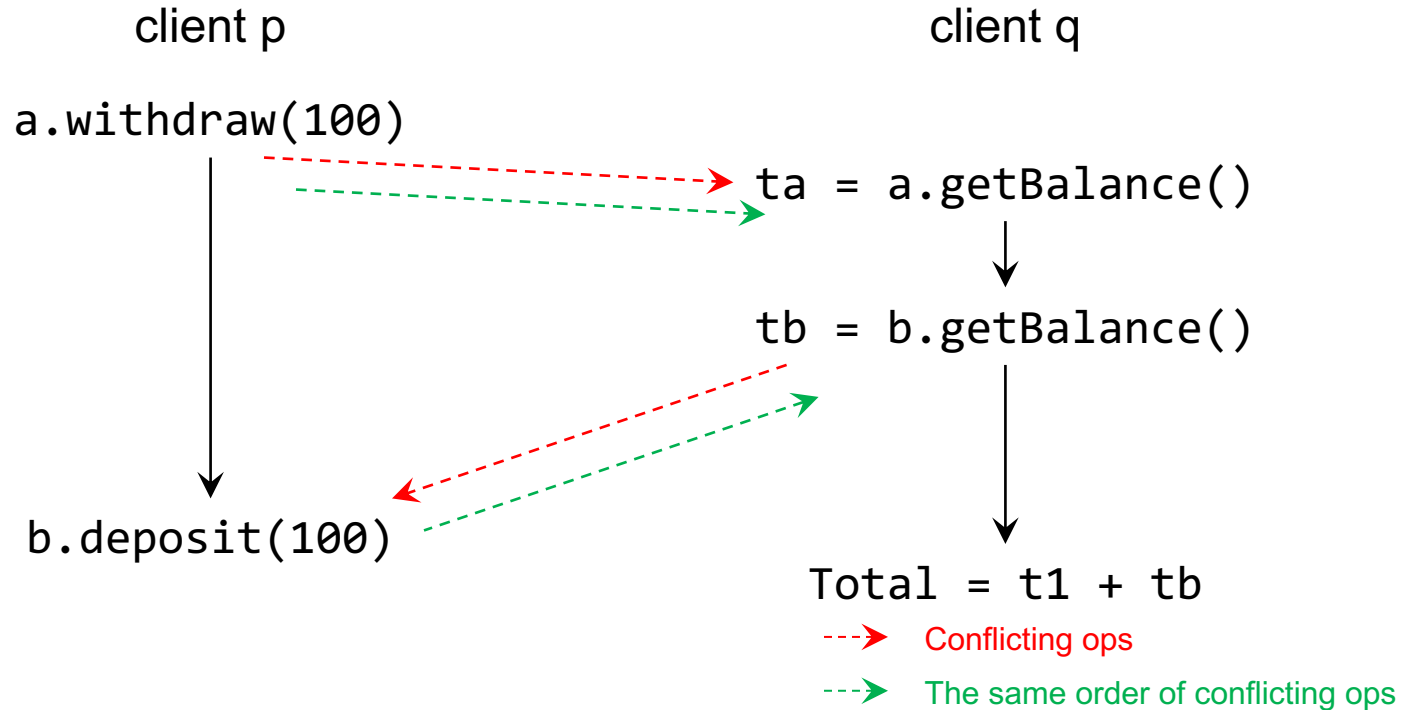 client p
client q
a.withdraw(100)
ta = a.getBalance()
tb = b.getBalance()
b.deposit(100)
Total = t1 + tb
Conflicting ops
The same order of conflicting ops